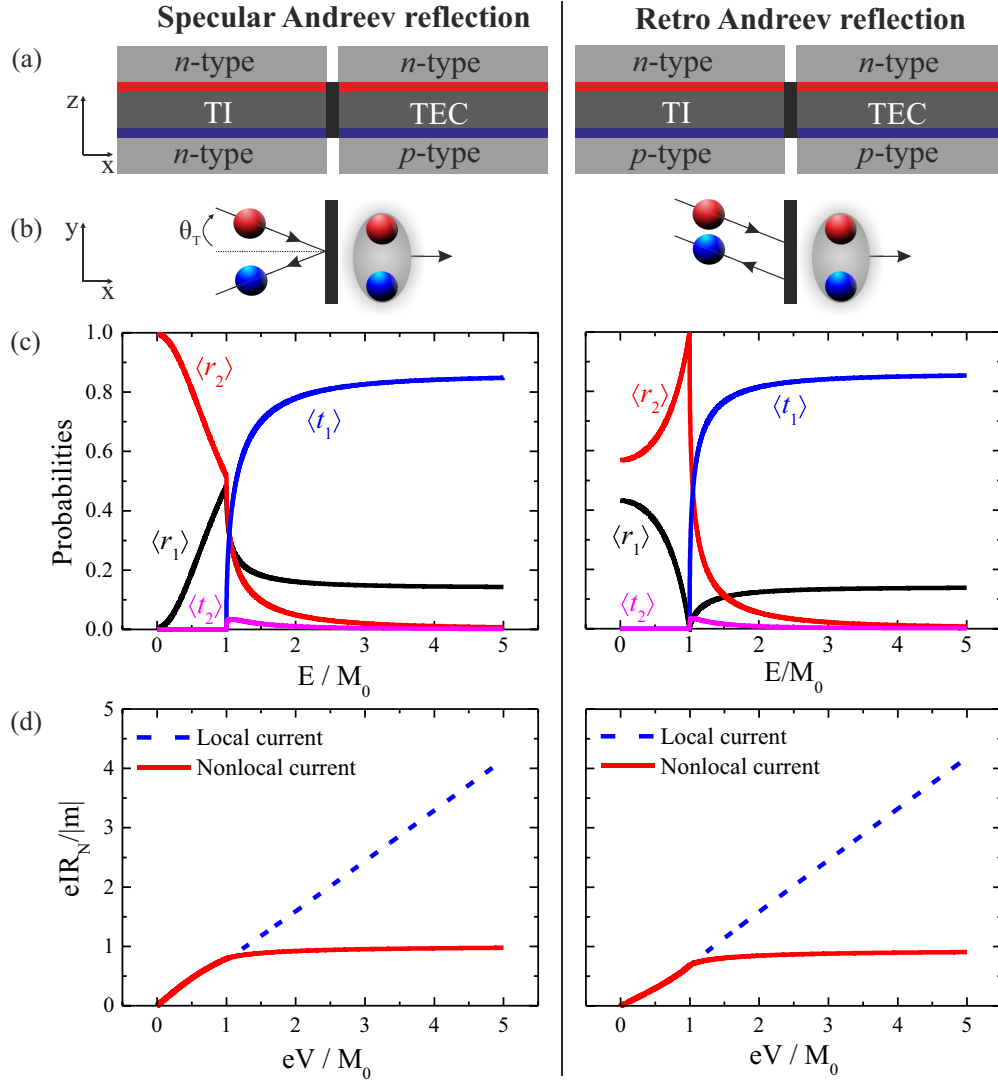 Specular Andreev reflection
Retro Andreev reflection
(a)
n-type
n-type
n-type
n-type
z
TI
TEC
TI
TEC
x
n-type
p-type
p-type
p-type
(b)
y
θT
x
(c)
1.0
0.8
0.6
0.4
0.2
0.0
Probabilities
⟨r2⟩
⟨t1⟩
⟨r1⟩
⟨t2⟩
0 1 2 3 4 5
E / M0
⟨r2⟩
⟨t1⟩
⟨r1⟩
⟨t2⟩
0 1 2 3 4 5
E/M0
(d)
5
4
3
2
1
0
eIRN/|m|
Local current
Nonlocal current
0 1 2 3 4 5
eV / M0
Local current
Nonlocal current
0 1 2 3 4 5
eV / M0